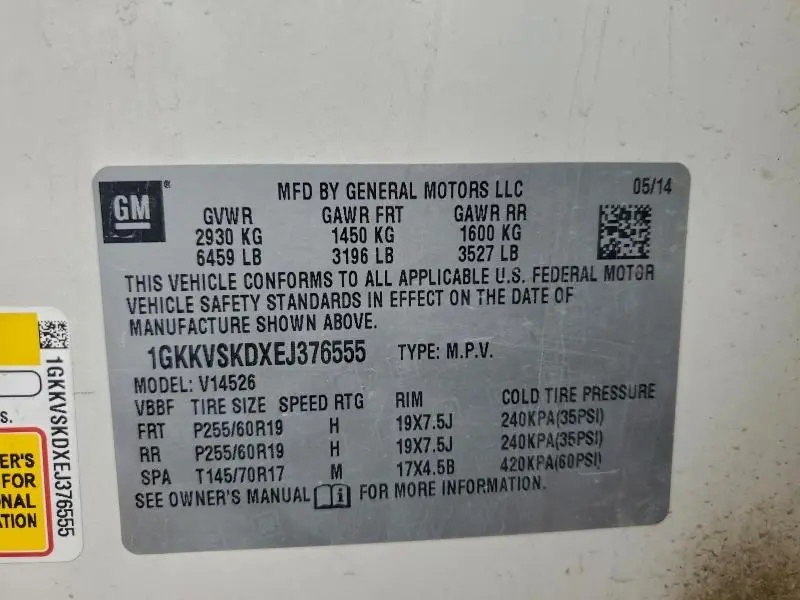 GM
MFD BY GENERAL MOTORS LLC 05/14
GVWR GAWR FRT GAWR RR
2930 KG 1450 KG 1600 KG
6459 LB 3196 LB 3527 LB
THIS VEHICLE CONFORMS TO ALL APPLICABLE U.S. FEDERAL MOTOR
VEHICLE SAFETY STANDARDS IN EFFECT ON THE DATE OF
MANUFACTURE SHOWN ABOVE.
1GKKVSKDXEJ376555 TYPE: M.P.V.
MODEL: V14526
VBBF TIRE SIZE SPEED RTG RIM COLD TIRE PRESSURE
FRT P255/60R19 H 19X7.5J 240KPA(35PSI)
RR P255/60R19 H 19X7.5J 240KPA(35PSI)
SPA T145/70R17 M 17X4.5B 420KPA(60PSI)
SEE OWNER'S MANUAL FOR MORE INFORMATION.
1GKKVSKDXEJ376555
S.
ER'S
FOR
ONAL
TION